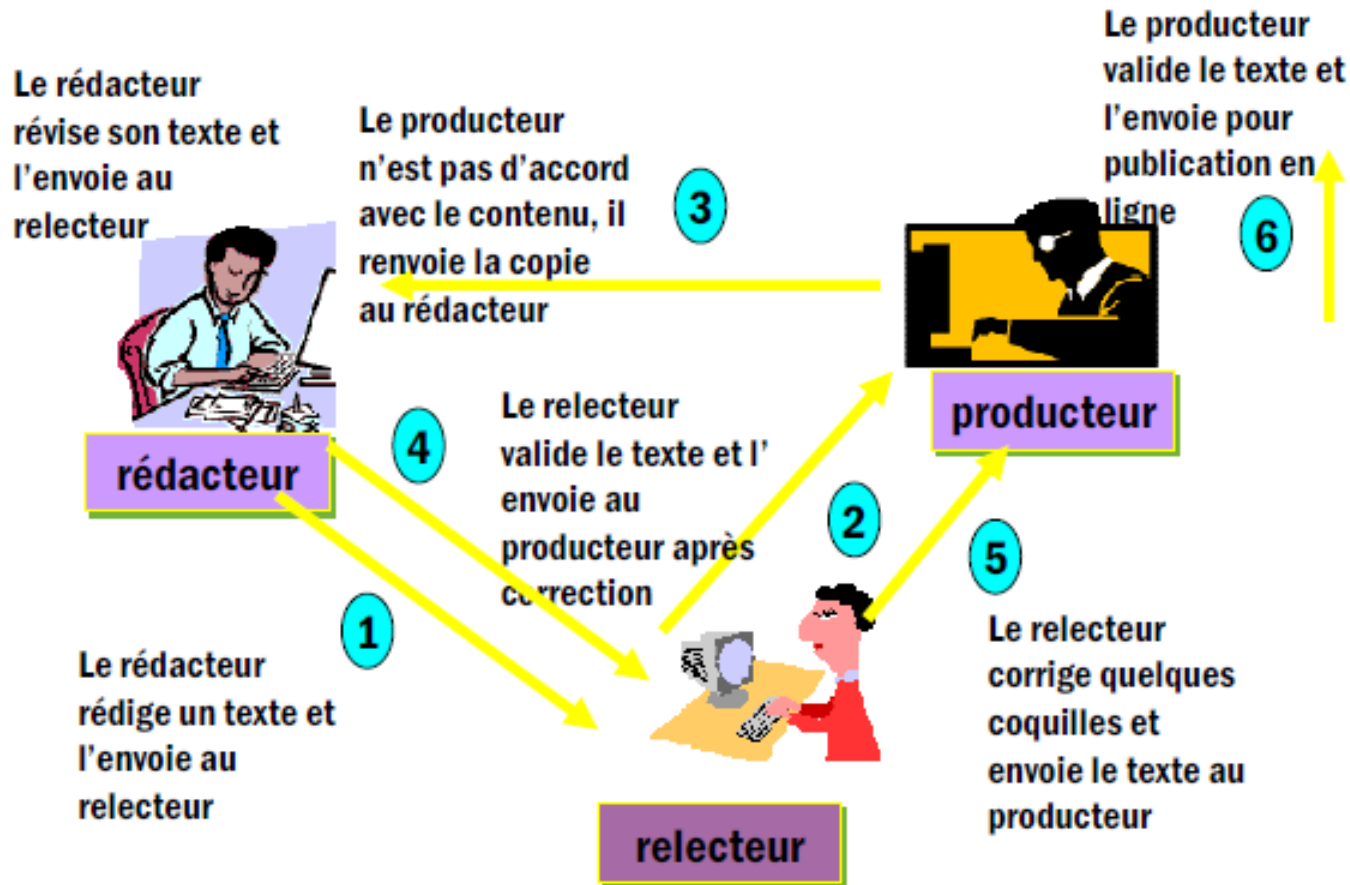 Le rédacteur
révise son texte et
l'envoie au
relecteur
Le producteur
n'est pas d'accord
avec le contenu, il
renvoie la copie
au rédacteur
3
Le producteur
valide le texte et
l'envoie pour
publication en
ligne
6
rédacteur
4
Le relecteur
valide le texte et l'
envoie au
producteur après
correction
producteur
2
5
1
Le rédacteur
rédige un texte et
l'envoie au
relecteur
Le relecteur
corrige quelques
coquilles et
envoie le texte au
producteur
relecteur